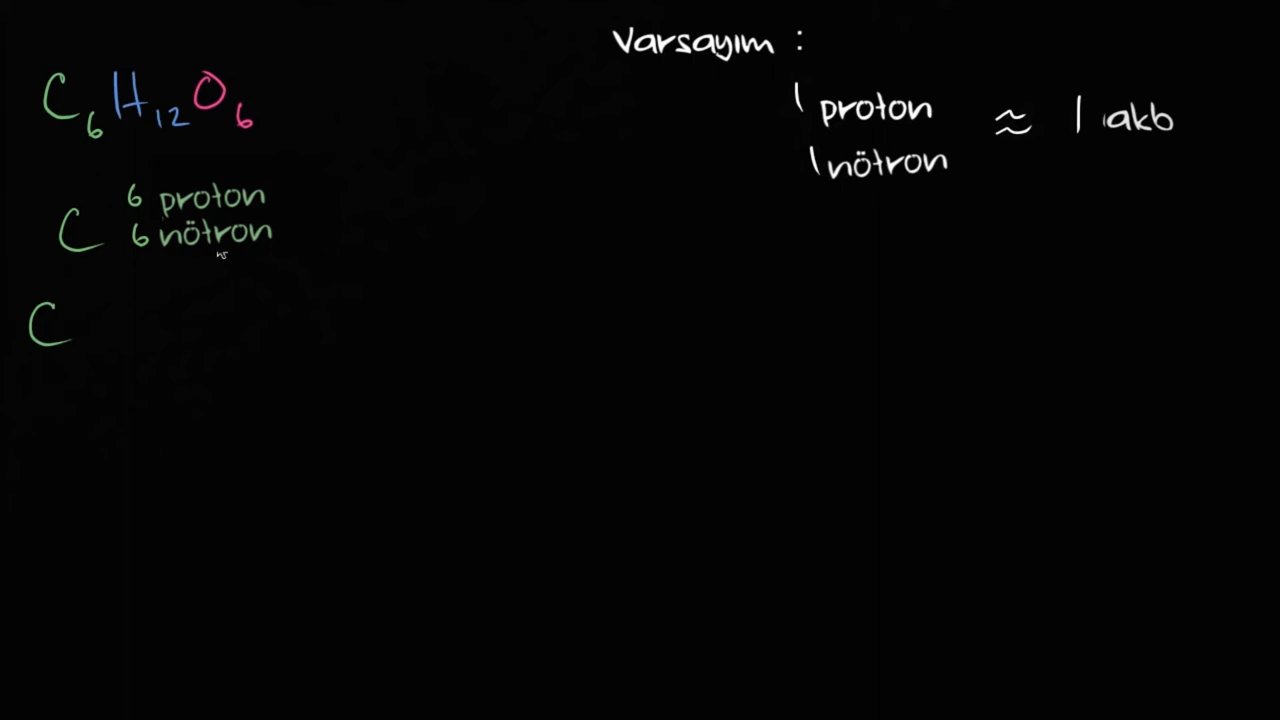 Varsayım :
C₆H₁₂O₆
1 proton ≈ 1 akb
1 nötron
C 6 proton
6 nötron
C